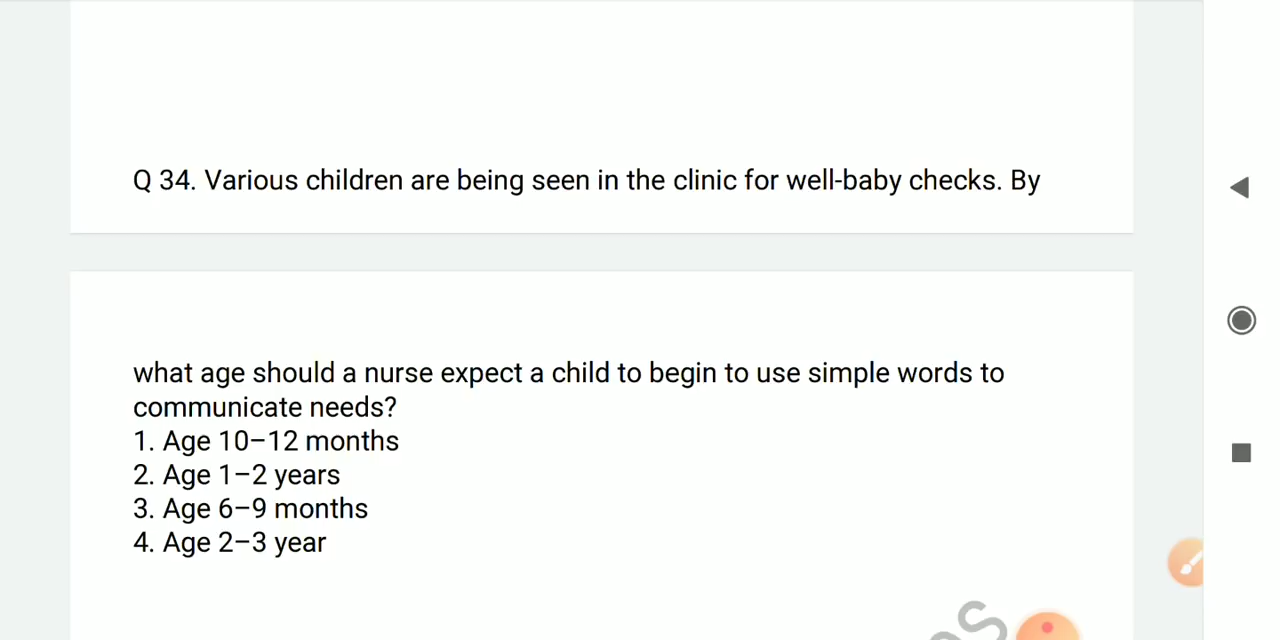 Q 34. Various children are being seen in the clinic for well-baby checks. By
what age should a nurse expect a child to begin to use simple words to
communicate needs?
1. Age 10–12 months
2. Age 1–2 years
3. Age 6–9 months
4. Age 2–3 year